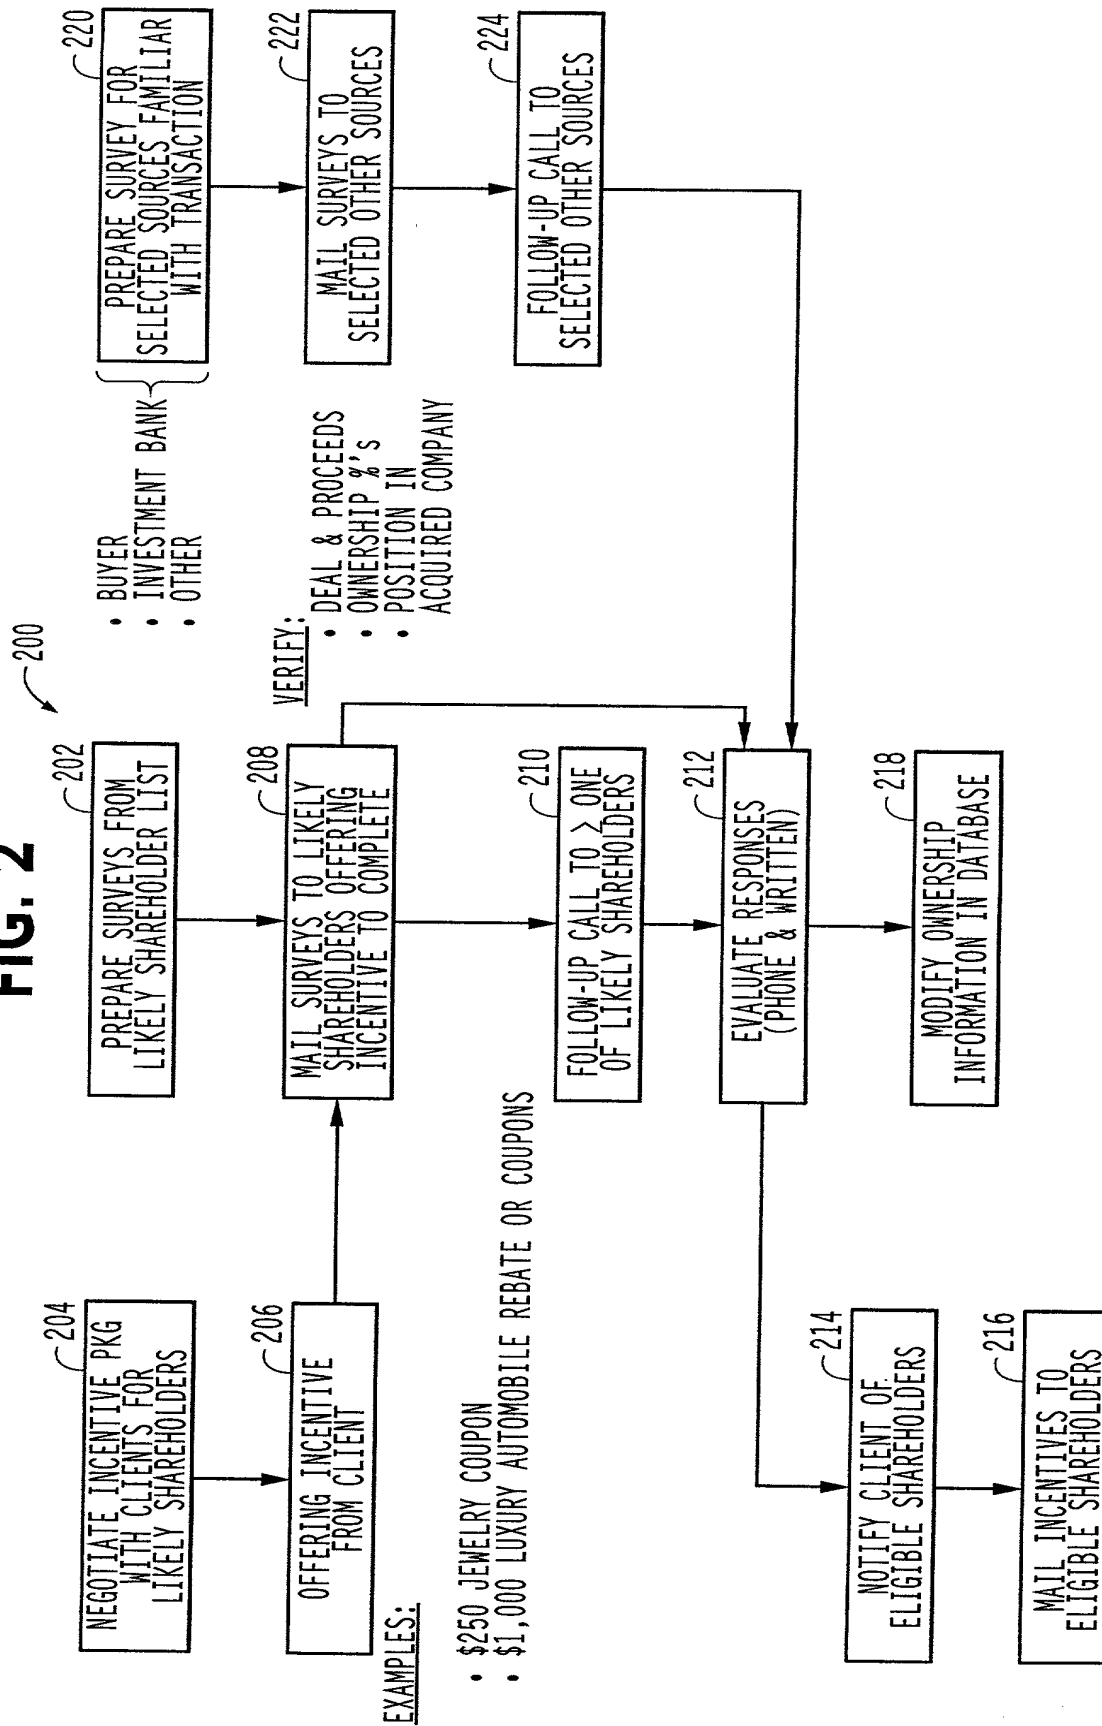 FIG. 2
200
204
NEGOTIATE INCENTIVE PKG
WITH CLIENTS FOR
LIKELY SHAREHOLDERS
206
OFFERING INCENTIVE
FROM CLIENT
EXAMPLES:
• $250 JEWELRY COUPON
• $1,000 LUXURY AUTOMOBILE REBATE OR COUPONS
202
PREPARE SURVEYS FROM
LIKELY SHAREHOLDER LIST
208
MAIL SURVEYS TO LIKELY
SHAREHOLDERS OFFERING
INCENTIVE TO COMPLETE
VERIFY:
• DEAL & PROCEEDS
• OWNERSHIP %'s
• POSITION IN
ACQUIRED COMPANY
210
FOLLOW-UP CALL TO > ONE
OF LIKELY SHAREHOLDERS
212
EVALUATE RESPONSES
(PHONE & WRITTEN)
218
MODIFY OWNERSHIP
INFORMATION IN DATABASE
214
NOTIFY CLIENT OF
ELIGIBLE SHAREHOLDERS
216
MAIL INCENTIVES TO
ELIGIBLE SHAREHOLDERS
• BUYER
• INVESTMENT BANK
• OTHER
220
PREPARE SURVEY FOR
SELECTED SOURCES FAMILIAR
WITH TRANSACTION
222
MAIL SURVEYS TO
SELECTED OTHER SOURCES
224
FOLLOW-UP CALL TO
SELECTED OTHER SOURCES